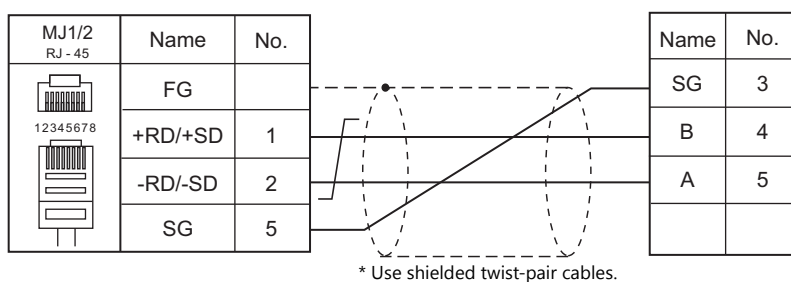 MJ1/2 Name No.
RJ - 45
FG
12345678
+RD/+SD 1
-RD/-SD 2
SG 5
Name No.
SG 3
B 4
A 5
* Use shielded twist-pair cables.